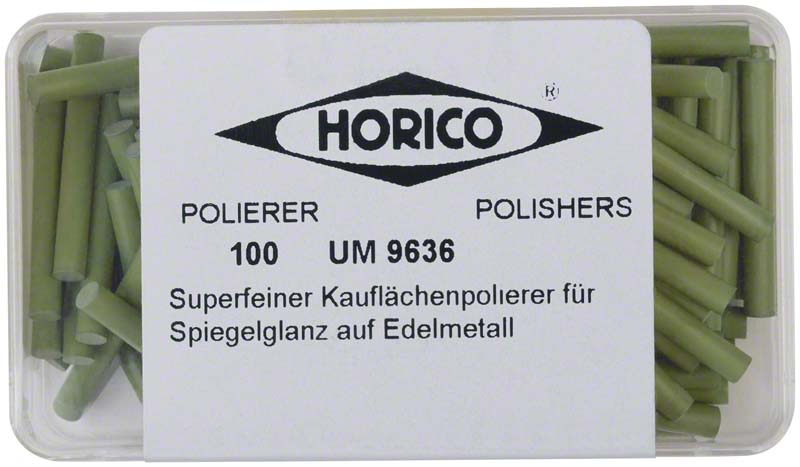 HORICO ®
POLIERER POLISHERS
100 UM 9636
Superfeiner Kauflächenpolierer für
Spiegelglanz auf Edelmetall